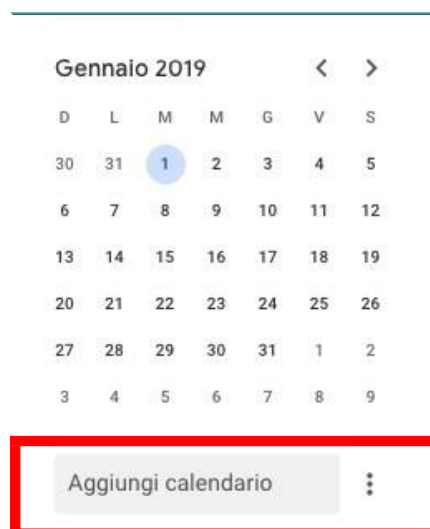 Gennaio 2019
D L M M G V S
30 31 1 2 3 4 5
6 7 8 9 10 11 12
13 14 15 16 17 18 19
20 21 22 23 24 25 26
27 28 29 30 31 1 2
3 4 5 6 7 8 9
Aggiungi calendario